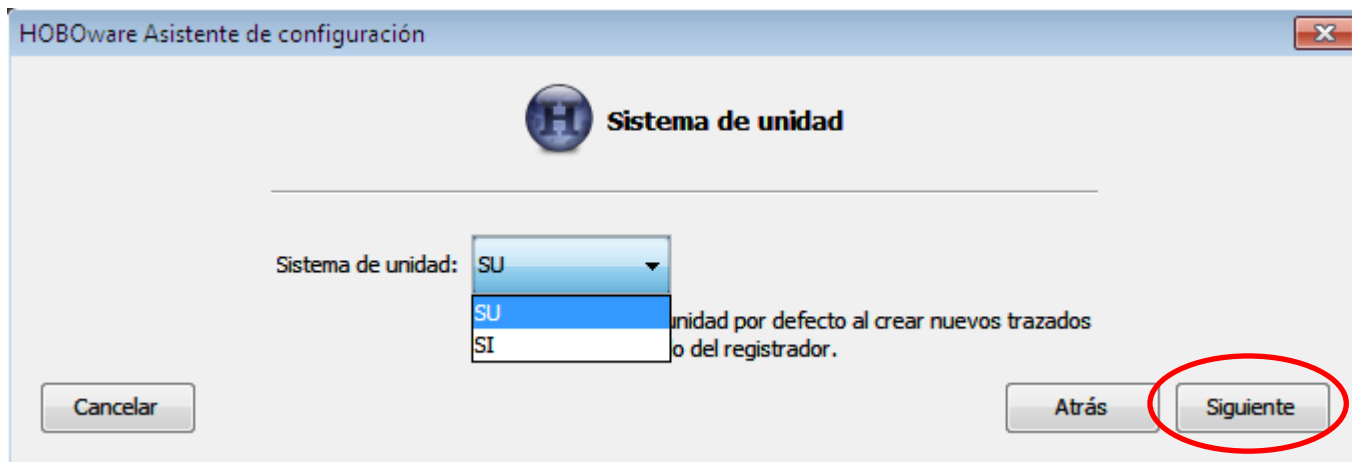 HOBOware Asistente de configuración
H
Sistema de unidad
Sistema de unidad: SU
SU
unidad por defecto al crear nuevos trazados
SI
o del registrador.
Cancelar
Atrás
Siguiente